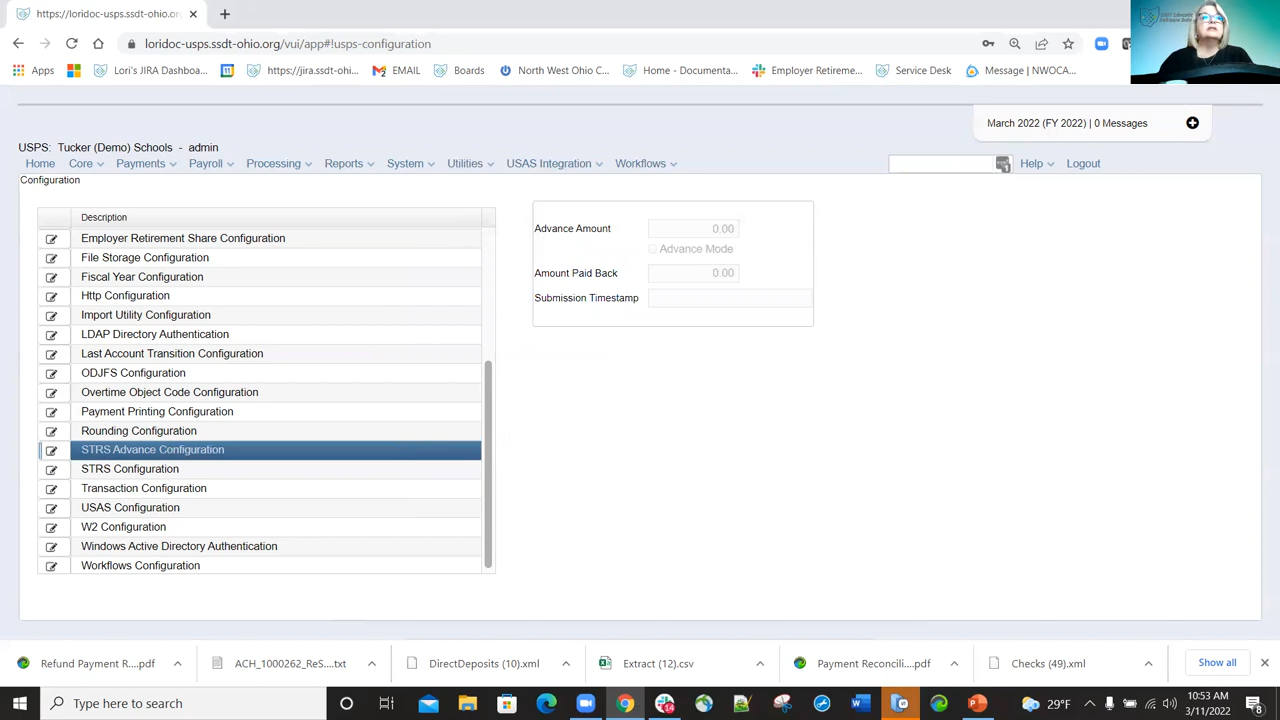 https://loridoc-usps.ssdt-ohio.or
loridoc-usps.ssdt-ohio.org/vui/app#!usps-configuration
Apps Lori's JIRA Dashboa... https://jira.ssdt-ohi... EMAIL Boards North West Ohio C... Home - Documenta... Employer Retireme... Service Desk Message | NWOCA...
March 2022 (FY 2022) | 0 Messages
USPS: Tucker (Demo) Schools - admin
Home Core Payments Payroll Processing Reports System Utilities USAS Integration Workflows Help Logout
Configuration
Description
Employer Retirement Share Configuration
File Storage Configuration
Fiscal Year Configuration
Http Configuration
Import Utility Configuration
LDAP Directory Authentication
Last Account Transition Configuration
ODJFS Configuration
Overtime Object Code Configuration
Payment Printing Configuration
Rounding Configuration
STRS Advance Configuration
STRS Configuration
Transaction Configuration
USAS Configuration
W2 Configuration
Windows Active Directory Authentication
Workflows Configuration
Advance Amount 0.00
Advance Mode
Amount Paid Back 0.00
Submission Timestamp
Refund Payment R....pdf ACH_1000262_ReS....txt DirectDeposits (10).xml Extract (12).csv Payment Reconcili....pdf Checks (49).xml Show all
Type here to search
14
29°F
10:53 AM
3/11/2022
8